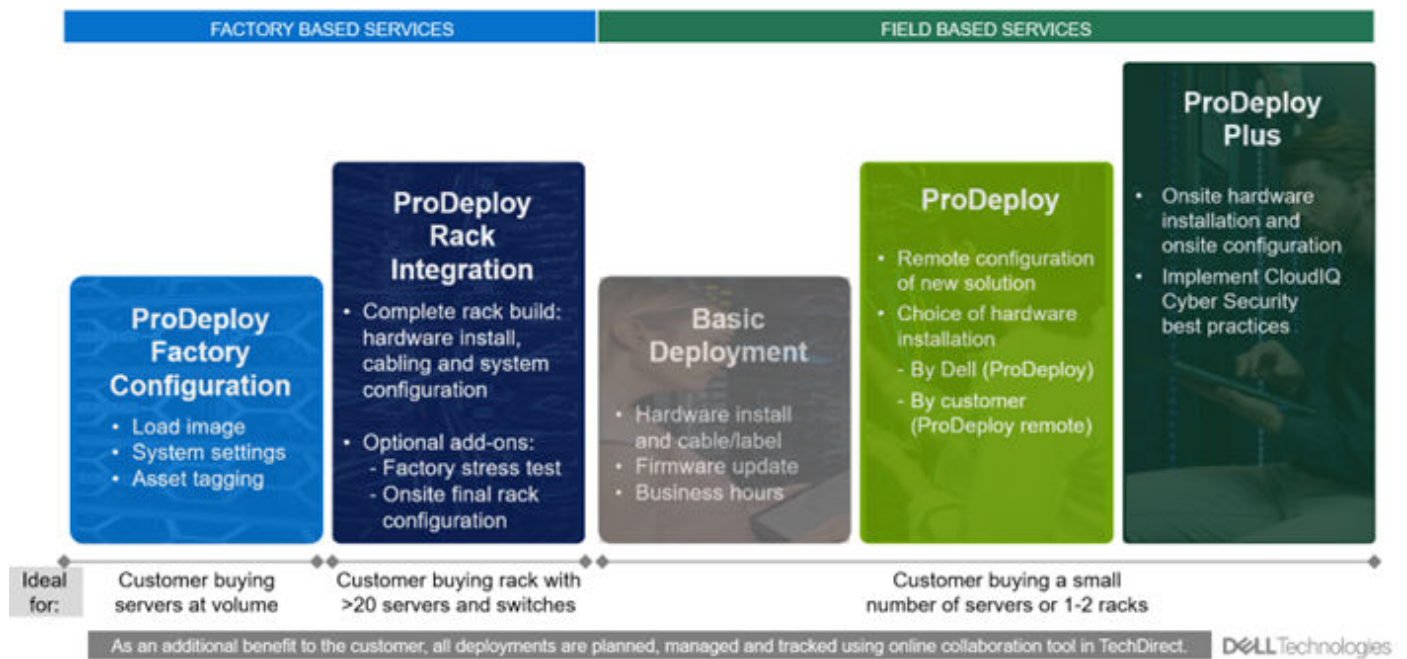 FACTORY BASED SERVICES
FIELD BASED SERVICES
ProDeploy
Factory
Configuration
• Load image
• System settings
• Asset tagging
ProDeploy
Rack
Integration
• Complete rack build:
hardware install,
cabling and system
configuration
• Optional add-ons:
- Factory stress test
- Onsite final rack
configuration
Basic
Deployment
• Hardware install
and cable/label
• Firmware update
• Business hours
ProDeploy
• Remote configuration
of new solution
• Choice of hardware
installation
- By Dell (ProDeploy)
- By customer
(ProDeploy remote)
ProDeploy
Plus
• Onsite hardware
installation and
onsite configuration
• Implement CloudIQ
Cyber Security
best practices
Ideal
for:
Customer buying
servers at volume
Customer buying rack with
>20 servers and switches
Customer buying a small
number of servers or 1-2 racks
As an additional benefit to the customer, all deployments are planned, managed and tracked using online collaboration tool in TechDirect.
DELL Technologies